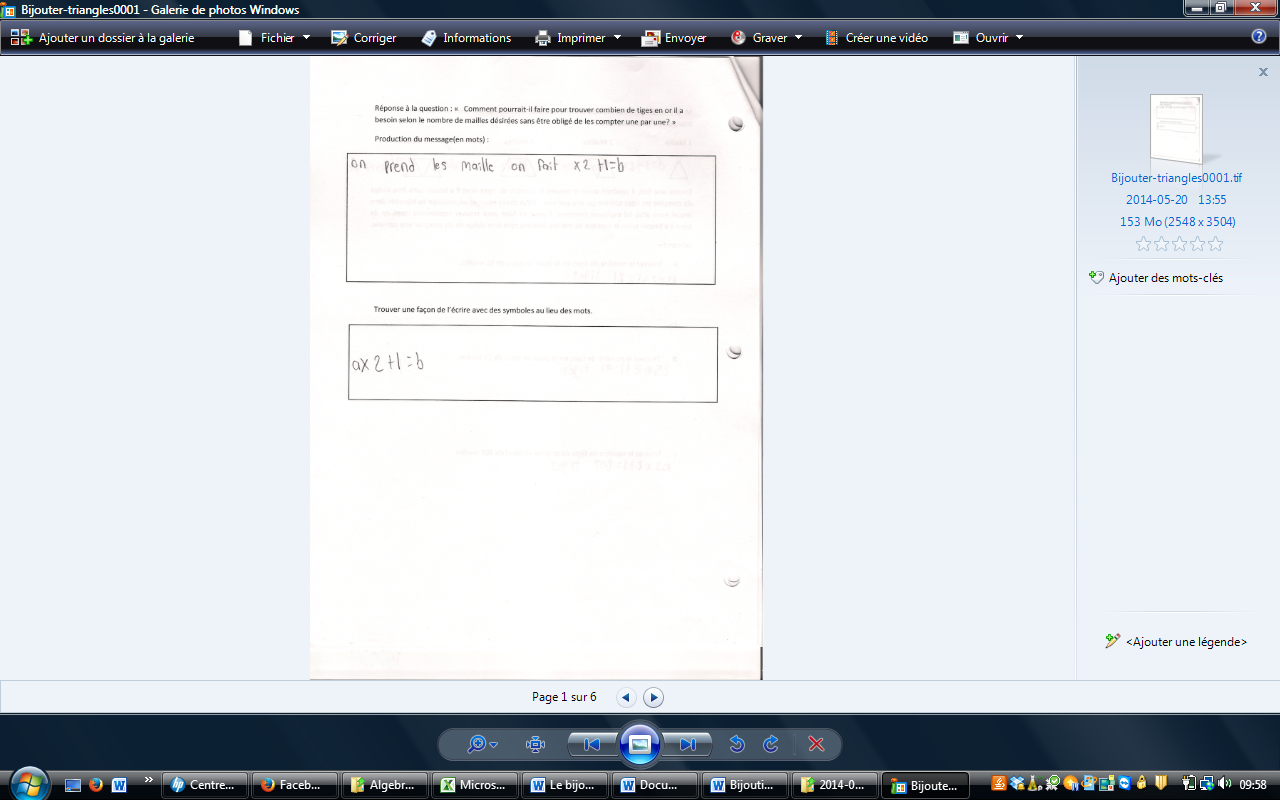 Bijouter-triangles0001 - Galerie de photos Windows
Ajouter un dossier à la galerie Fichier Corriger Informations Imprimer Envoyer Graver Créer une vidéo Ouvrir
Réponse à la question : « Comment pourrait-il faire pour trouver combien de tiges en or il a
besoin selon le nombre de mailles désirées sans être obligé de les compter une par une? »
Production du message(en mots) :
on prend les maille on fait x2 +1=b
Trouver une façon de l'écrire avec des symboles au lieu des mots.
ax2+1=b
Bijouter-triangles0001.tif
2014-05-20 13:55
153 Mo (2548 x 3504)
Ajouter des mots-clés
<Ajouter une légende>
Page 1 sur 6
Centre... Faceb... Algebr... Micros... Le bijo... Docu... Bijouti... 2014-0... Bijoute... 09:58